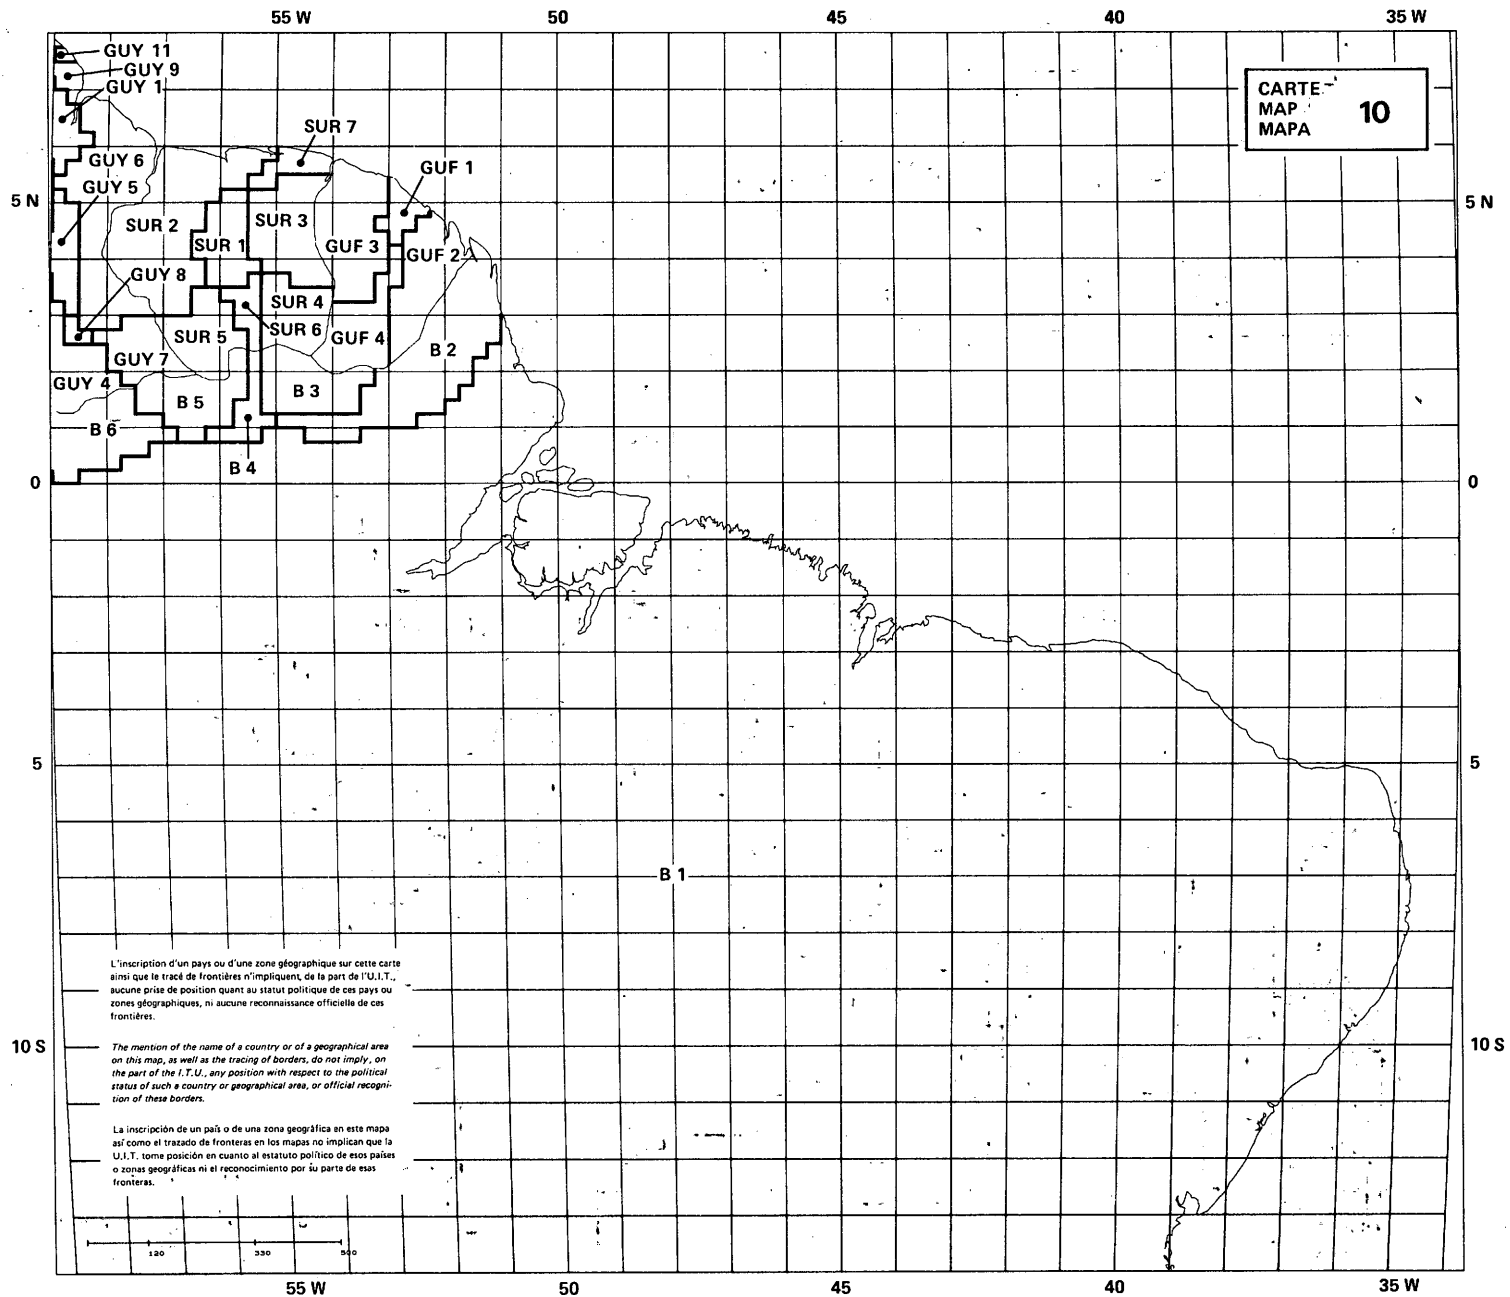 55 W 50 45 40 35 W
GUY 11
GUY 9
GUY 1
CARTE
MAP 10
MAPA
SUR 7
GUY 6
GUF 1
GUY 5
5 N 5 N
SUR 2
SUR 3
SUR 1
GUF 3
GUF 2
GUY 8
SUR 4
SUR 6
SUR 5
GUF 4
B 2
GUY 7
GUY 4
B 3
B 5
B 6
B 4
0 0
5 5
B 1
L'inscription d'un pays ou d'une zone géographique sur cette carte
ainsi que le tracé de frontières n'impliquent, de la part de l'U.I.T.,
aucune prise de position quant au statut politique de ces pays ou
zones géographiques, ni aucune reconnaissance officielle de ces
frontières.
10 S 10 S
The mention of the name of a country or of a geographical area
on this map, as well as the tracing of borders, do not imply, on
the part of the I.T.U., any position with respect to the political
status of such a country or geographical area, or official recogni-
tion of these borders.
La inscripción de un país o de una zona geográfica en este mapa
así como el trazado de fronteras en los mapas no implican que la
U.I.T. tome posición en cuanto al estatuto político de esos países
o zonas geográficas ni el reconocimiento por su parte de esas
fronteras.
120 330 500
55 W 50 45 40 35 W